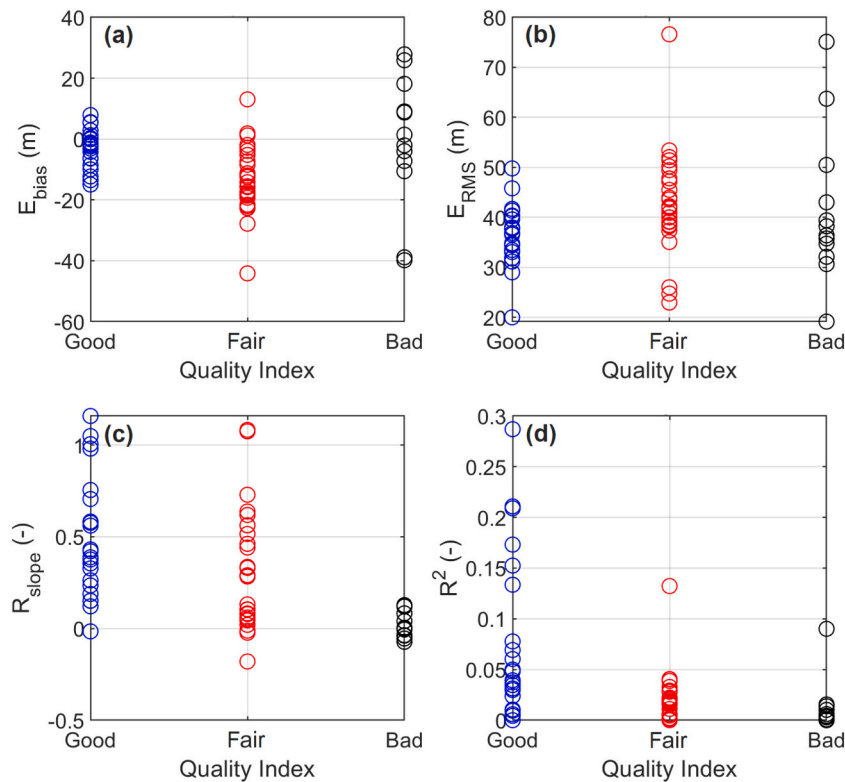 (a)
40
20
0
-20
-40
-60
E_bias (m)
Good Fair Bad
Quality Index
(b)
80
70
60
50
40
30
20
E_RMS (m)
Good Fair Bad
Quality Index
(c)
1
0.5
0
-0.5
R_slope (-)
Good Fair Bad
Quality Index
(d)
0.3
0.25
0.2
0.15
0.1
0.05
0
R² (-)
Good Fair Bad
Quality Index